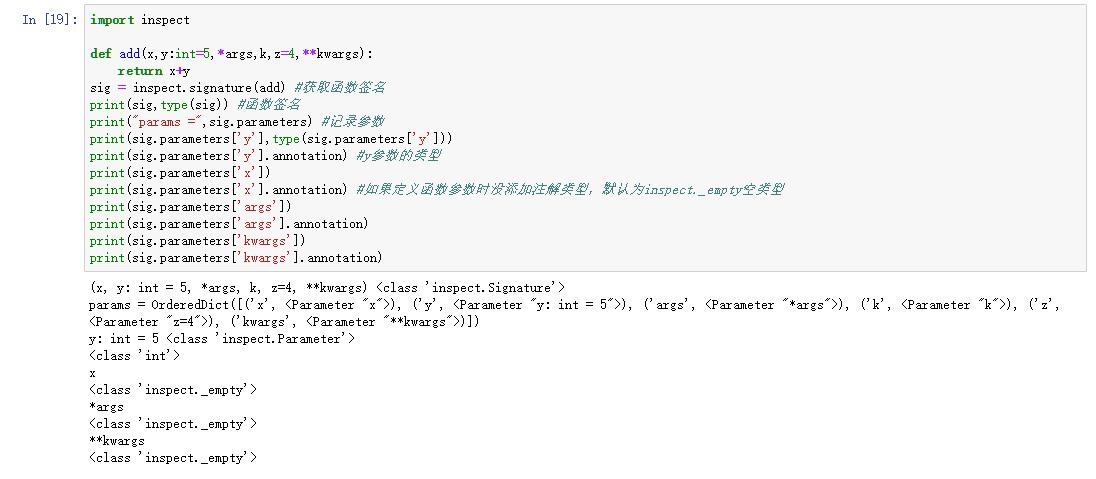 In [19]:
import inspect
def add(x,y:int=5,*args,k,z=4,**kwargs):
    return x+y
sig = inspect.signature(add) #获取函数签名
print(sig,type(sig)) #函数签名
print("params =",sig.parameters) #记录参数
print(sig.parameters['y'],type(sig.parameters['y']))
print(sig.parameters['y'].annotation) #y参数的类型
print(sig.parameters['x'])
print(sig.parameters['x'].annotation) #如果定义函数参数时没添加注解类型，默认为inspect._empty空类型
print(sig.parameters['args'])
print(sig.parameters['args'].annotation)
print(sig.parameters['kwargs'])
print(sig.parameters['kwargs'].annotation)
(x, y: int = 5, *args, k, z=4, **kwargs) <class 'inspect.Signature'>
params = OrderedDict([('x', <Parameter "x">), ('y', <Parameter "y: int = 5">), ('args', <Parameter "*args">), ('k', <Parameter "k">), ('z',
<Parameter "z=4">), ('kwargs', <Parameter "**kwargs">)])
y: int = 5 <class 'inspect.Parameter'>
<class 'int'>
x
<class 'inspect._empty'>
*args
<class 'inspect._empty'>
**kwargs
<class 'inspect._empty'>